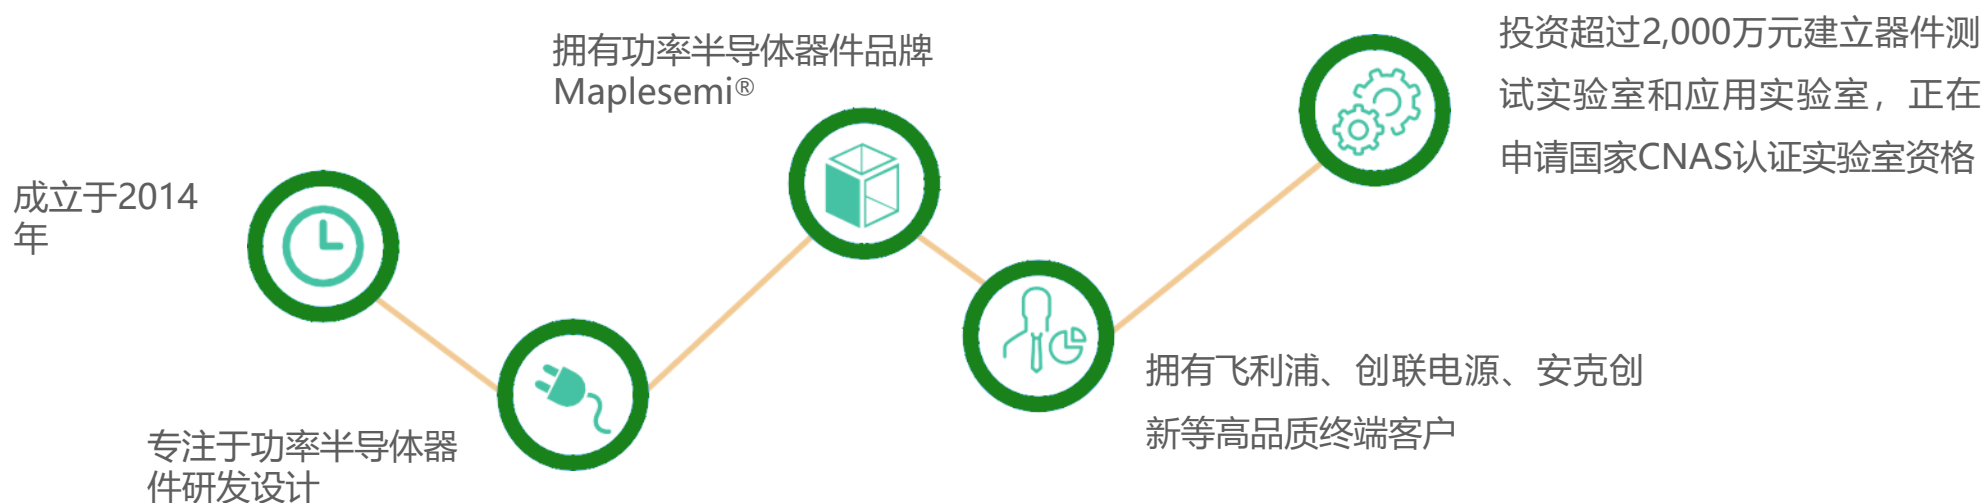 成立于2014
年
专注于功率半导体器
件研发设计
拥有功率半导体器件品牌
Maplesemi®
拥有飞利浦、创联电源、安克创
新等高品质终端客户
投资超过2,000万元建立器件测
试实验室和应用实验室，正在
申请国家CNAS认证实验室资格